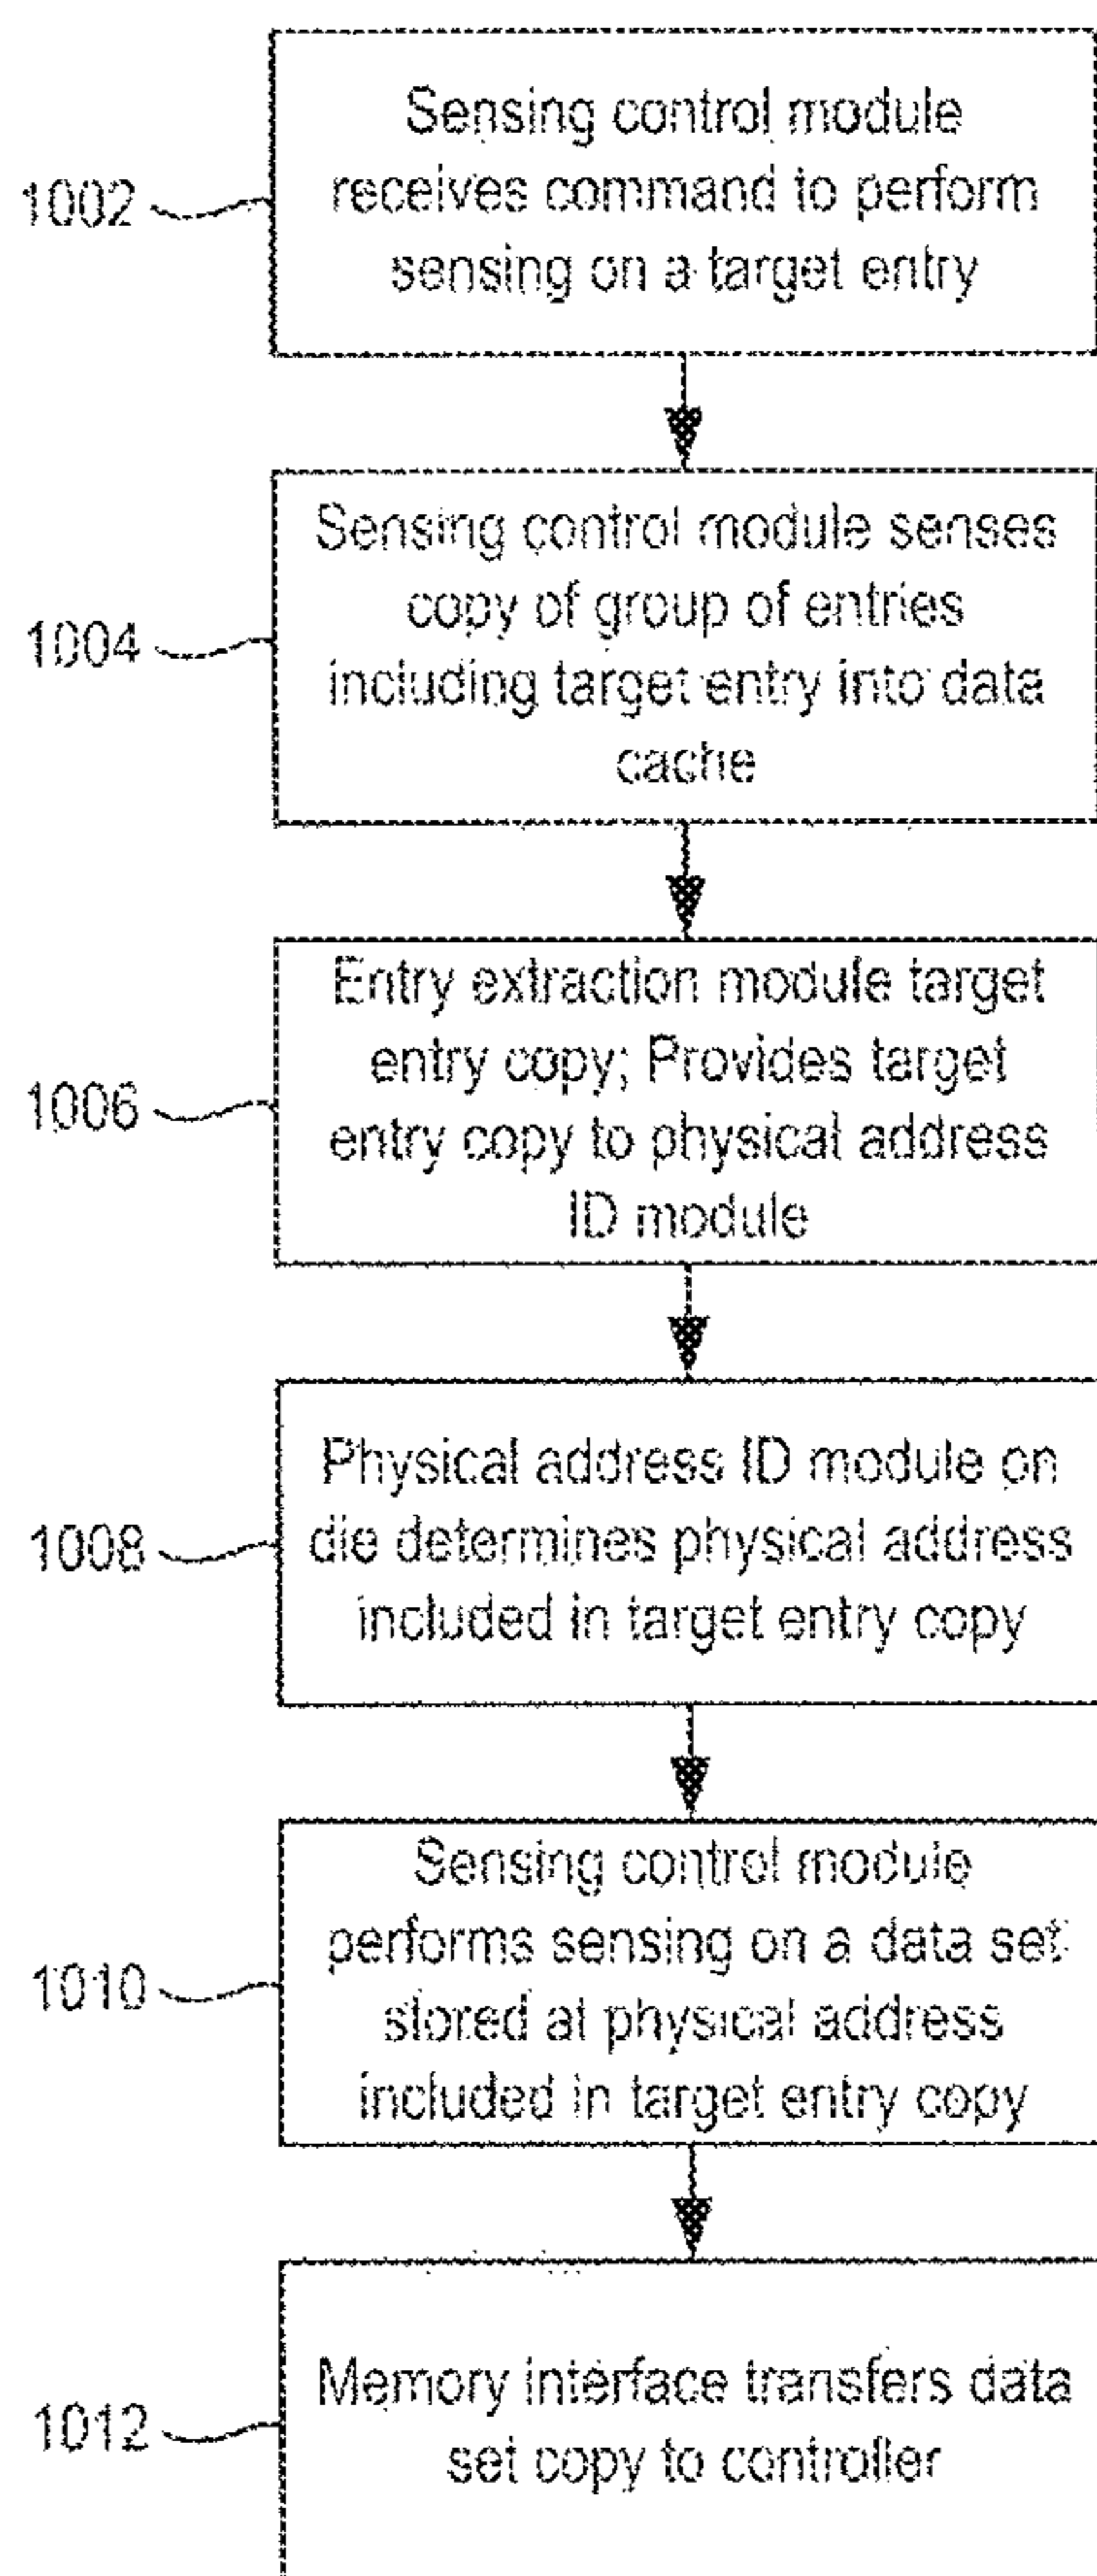 1002
Sensing control module
receives command to perform
sensing on a target entry
1004
Sensing control module senses
copy of group of entries
including target entry into data
cache
1006
Entry extraction module target
entry copy; Provides target
entry copy to physical address
ID module
1008
Physical address ID module on
die determines physical address
included in target entry copy
1010
Sensing control module
performs sensing on a data set
stored at physical address
included in target entry copy
1012
Memory interface transfers data
set copy to controller